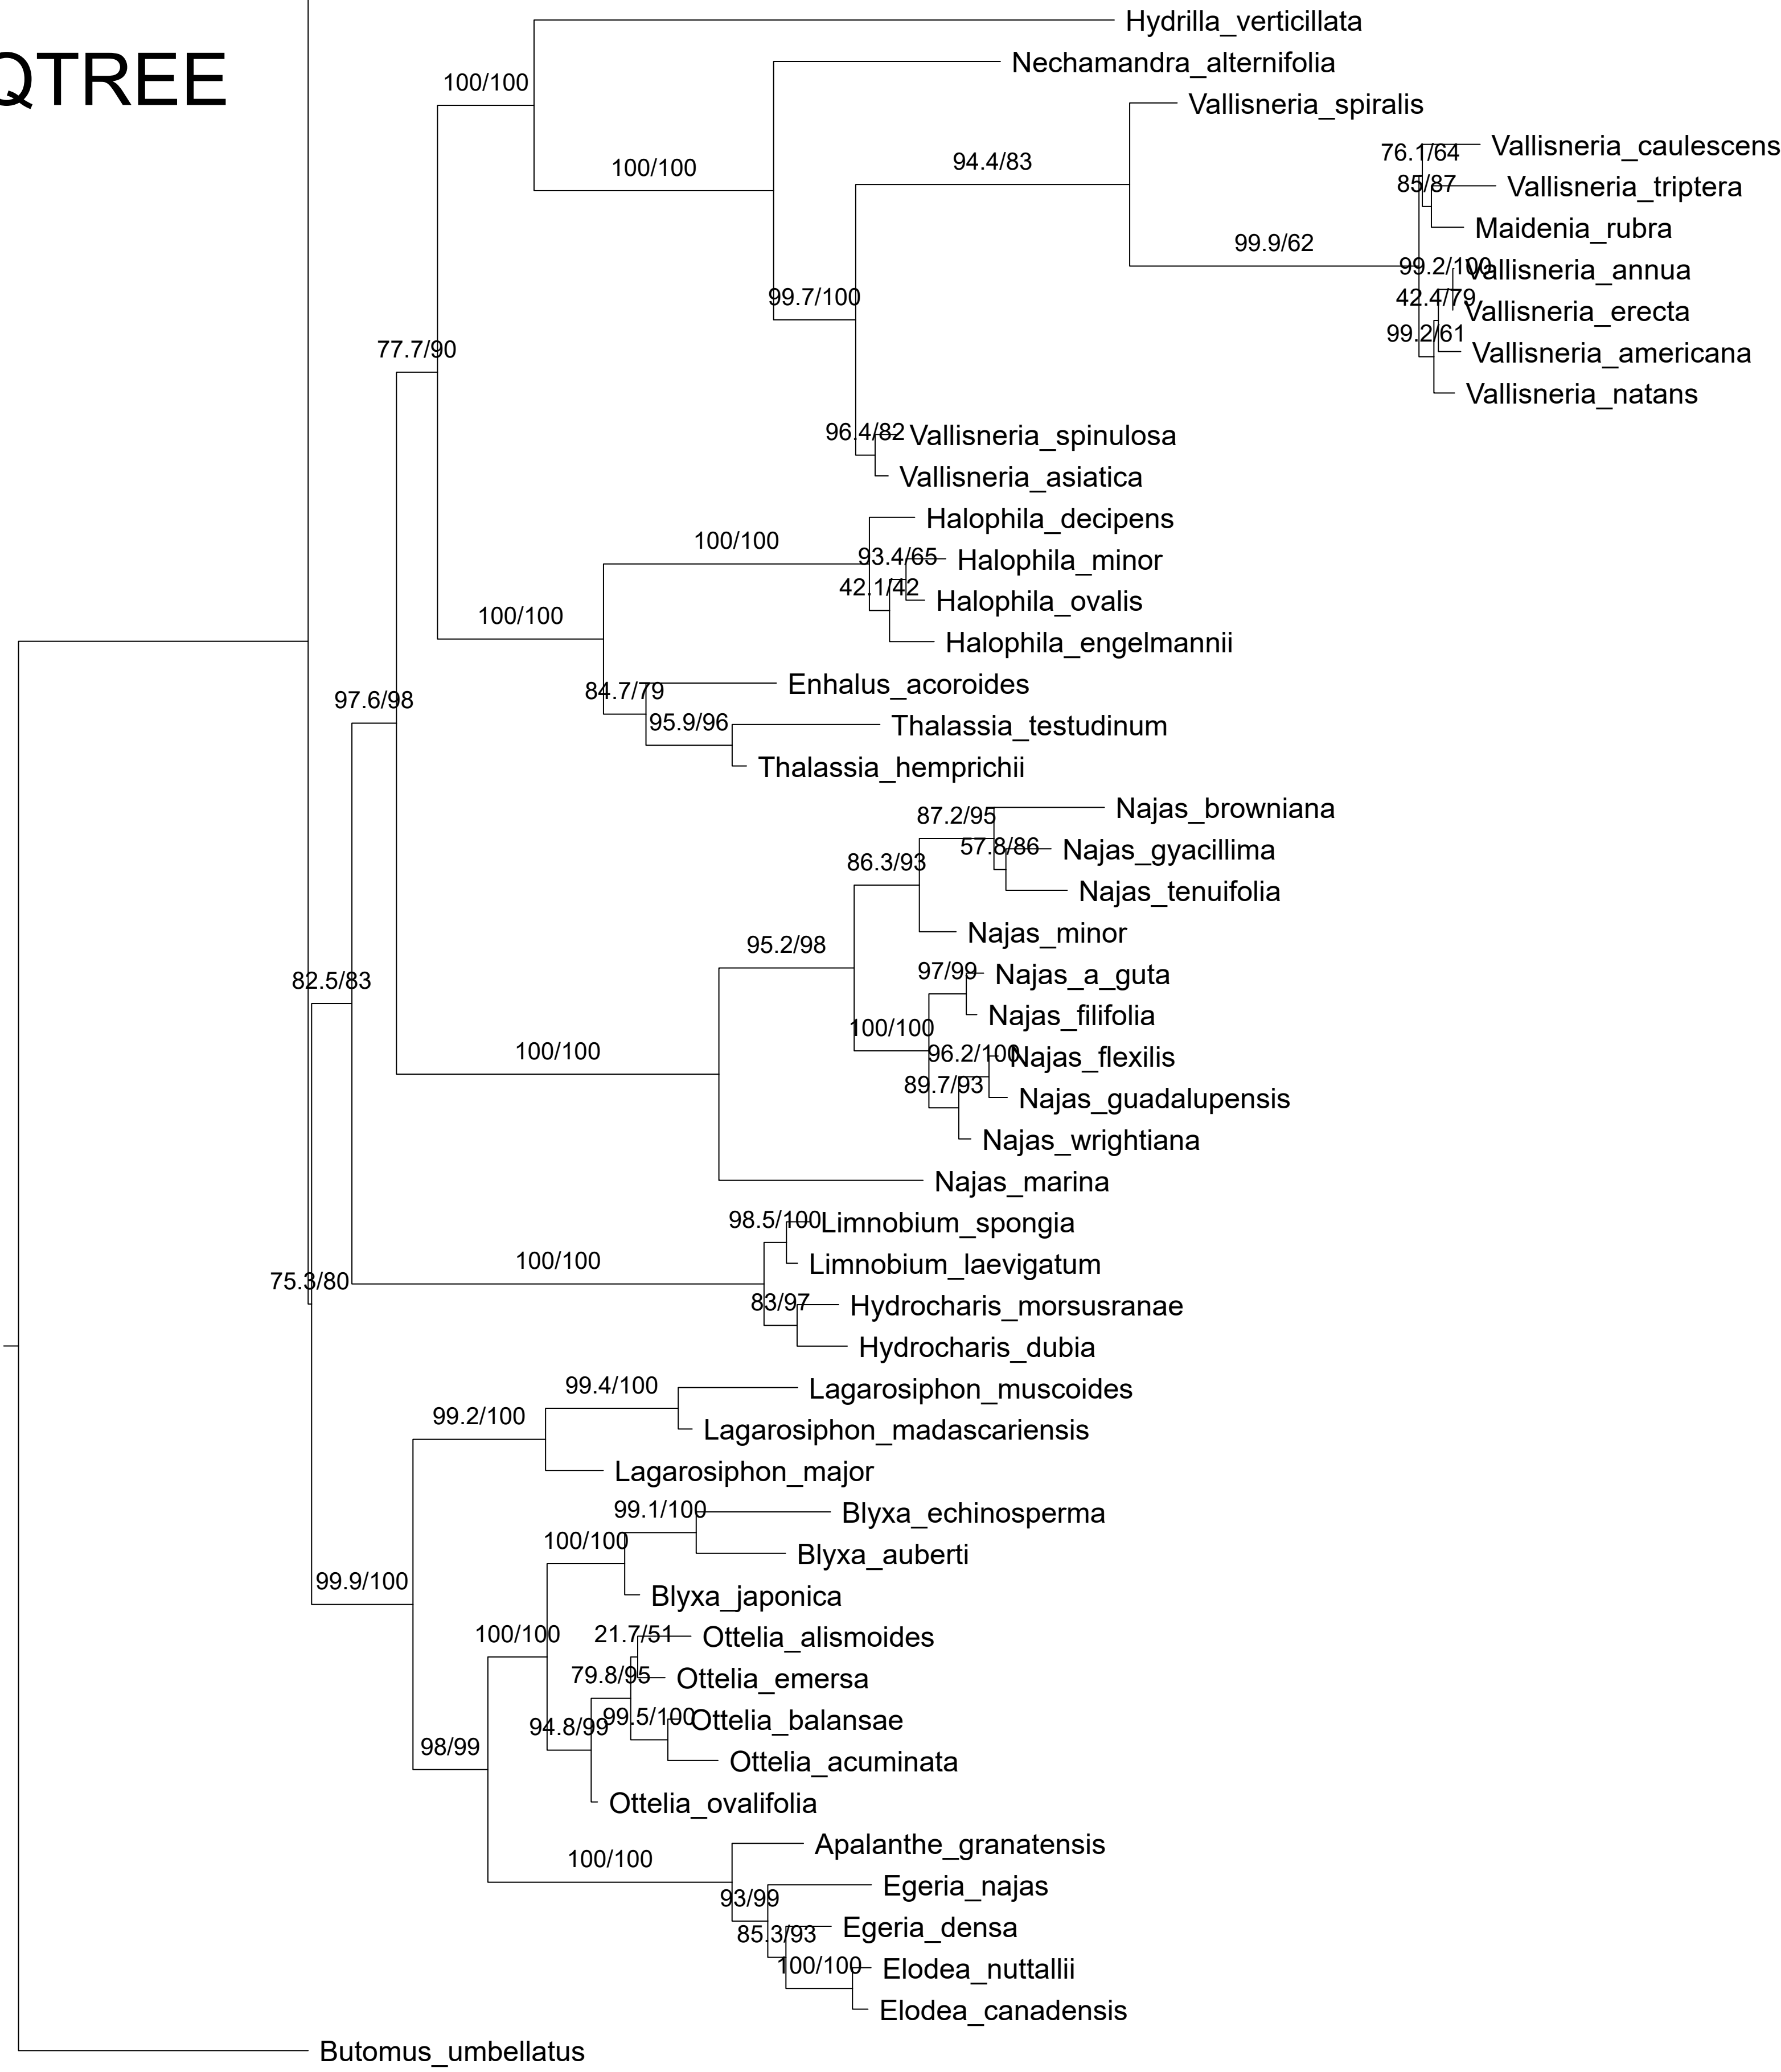 Hydrilla_verticillata
QTREE
Nechamandra_alternifolia
100/100
Vallisneria_spiralis
Vallisneria_caulescens
76.1/64
94.4/83
100/100
85/87
Vallisneria_triptera
Maidenia_rubra
99.9/62
99.2/100
Vallisneria_annua
99.7/100
42.4/79
Vallisneria_erecta
99.2/61
77.7/90
Vallisneria_americana
Vallisneria_natans
96.4/82
Vallisneria_spinulosa
Vallisneria_asiatica
Halophila_decipens
100/100
93.4/65
Halophila_minor
42.1/42
Halophila_ovalis
100/100
Halophila_engelmannii
84.7/79
Enhalus_acoroides
97.6/98
95.9/96
Thalassia_testudinum
Thalassia_hemprichii
87.2/95
Najas_browniana
57.8/86
Najas_gyacillima
86.3/93
Najas_tenuifolia
Najas_minor
95.2/98
97/99
Najas_a_guta
82.5/83
Najas_filifolia
100/100
100/100
96.2/100
Najas_flexilis
89.7/93
Najas_guadalupensis
Najas_wrightiana
Najas_marina
98.5/100
Limnobium_spongia
100/100
Limnobium_laevigatum
75.3/80
83/97
Hydrocharis_morsusranae
Hydrocharis_dubia
99.4/100
Lagarosiphon_muscoides
99.2/100
Lagarosiphon_madascariensis
Lagarosiphon_major
99.1/100
Blyxa_echinosperma
100/100
Blyxa_auberti
99.9/100
Blyxa_japonica
100/100
21.7/51
Ottelia_alismoides
79.8/95
Ottelia_emersa
94.8/99
99.5/100
Ottelia_balansae
98/99
Ottelia_acuminata
Ottelia_ovalifolia
Apalanthe_granatensis
100/100
93/99
Egeria_najas
85.3/93
Egeria_densa
100/100
Elodea_nuttallii
Elodea_canadensis
Butomus_umbellatus